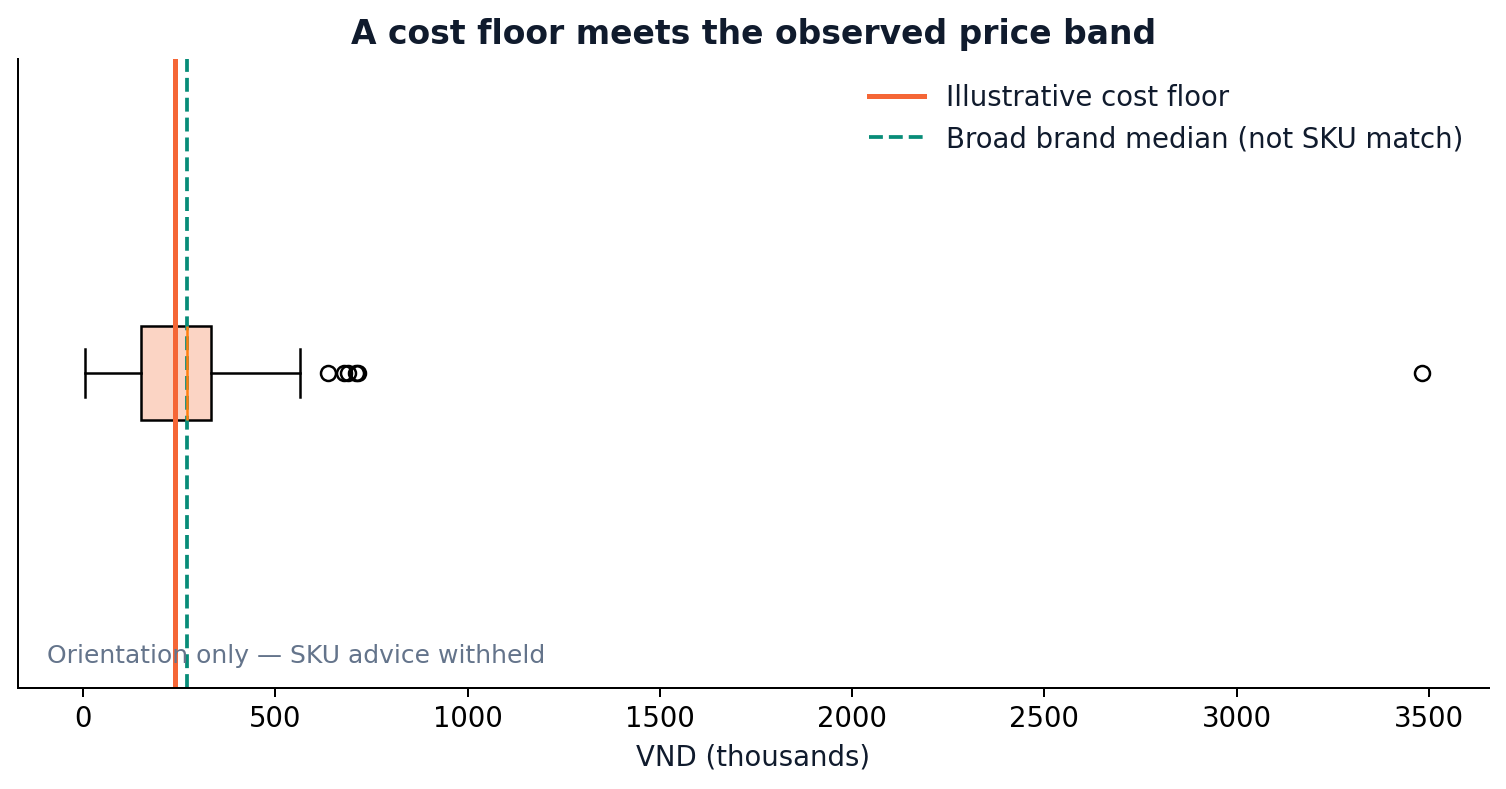 A cost floor meets the observed price band
Illustrative cost floor
Broad brand median (not SKU match)
Orientation only — SKU advice withheld
0 500 1000 1500 2000 2500 3000 3500
VND (thousands)